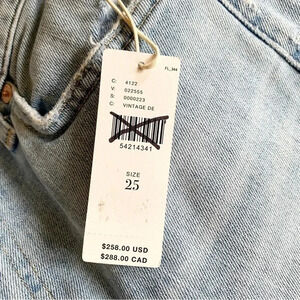 FL_344
C: 4122
V: 022555
S: 0000223
C: VINTAGE DE
54214341
SIZE
25
$258.00 USD
$288.00 CAD